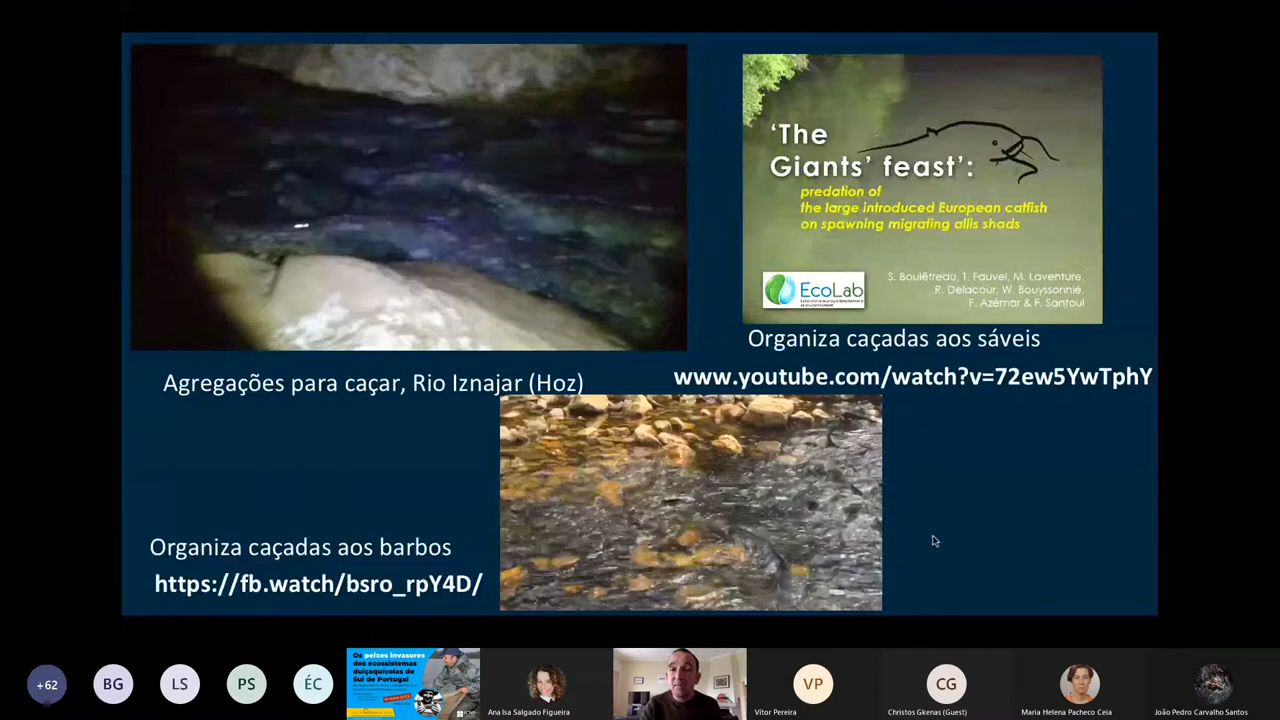 ‘The
Giants’ feast’:
predation of
the large introduced European catfish
on spawning migrating allis shads
EcoLab
S. Boulêtreau, T. Fauvel, M. Laventure,
R. Delacour, W. Bouyssonnie,
F. Azémar & F. Santoul
Organiza caçadas aos sáveis
www.youtube.com/watch?v=72ew5YwTphY
Agregações para caçar, Rio Iznajar (Hoz)
Organiza caçadas aos barbos
https://fb.watch/bsro_rpY4D/
+62
BG
LS
PS
ÉC
Os peixes invasores
dos ecossistemas
dulçaquícolas do
Sul de Portugal
Ana Isa Salgado Figueira
VP
Vítor Pereira
CG
Christos Gkenas (Guest)
Maria Helena Pacheco Ceia
João Pedro Carvalho Santos